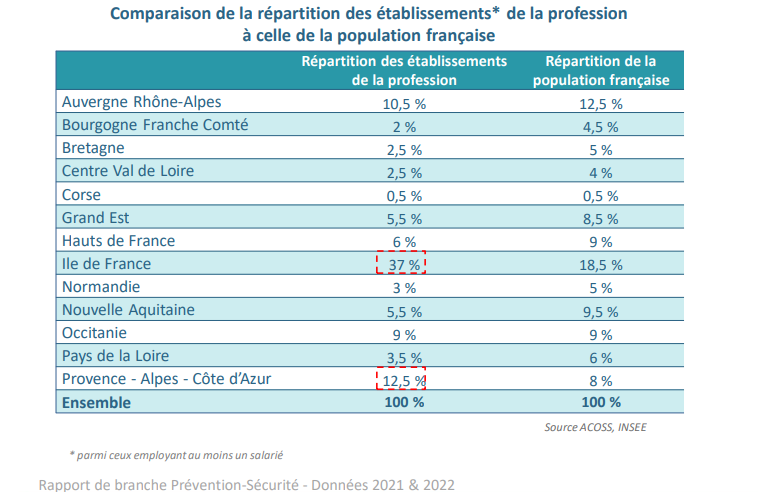 Comparaison de la répartition des établissements* de la profession
à celle de la population française
Répartition des établissements de la profession Répartition de la population française
Auvergne Rhône-Alpes 10,5 % 12,5 %
Bourgogne Franche Comté 2 % 4,5 %
Bretagne 2,5 % 5 %
Centre Val de Loire 2,5 % 4 %
Corse 0,5 % 0,5 %
Grand Est 5,5 % 8,5 %
Hauts de France 6 % 9 %
Ile de France 37 % 18,5 %
Normandie 3 % 5 %
Nouvelle Aquitaine 5,5 % 9,5 %
Occitanie 9 % 9 %
Pays de la Loire 3,5 % 6 %
Provence - Alpes - Côte d’Azur 12,5 % 8 %
Ensemble 100 % 100 %
Source ACOSS, INSEE
* parmi ceux employant au moins un salarié
Rapport de branche Prévention-Sécurité - Données 2021 & 2022